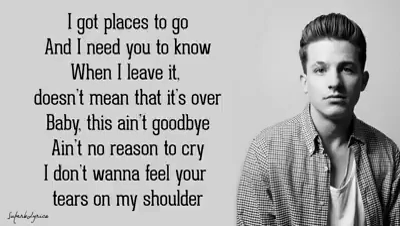 I got places to go
And I need you to know
When I leave it,
doesn't mean that it's over
Baby, this ain't goodbye
Ain't no reason to cry
I don't wanna feel your
tears on my shoulder